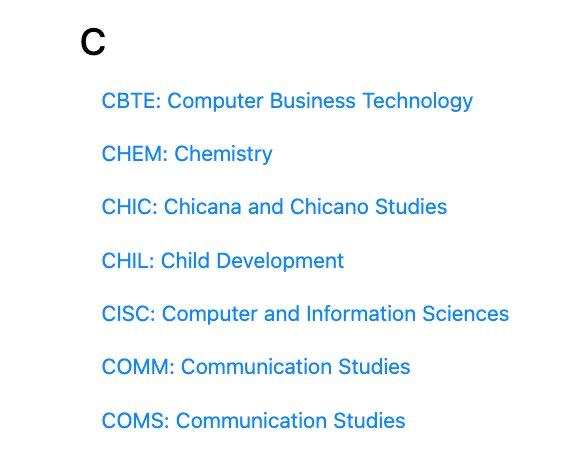 C
CBTE: Computer Business Technology
CHEM: Chemistry
CHIC: Chicana and Chicano Studies
CHIL: Child Development
CISC: Computer and Information Sciences
COMM: Communication Studies
COMS: Communication Studies